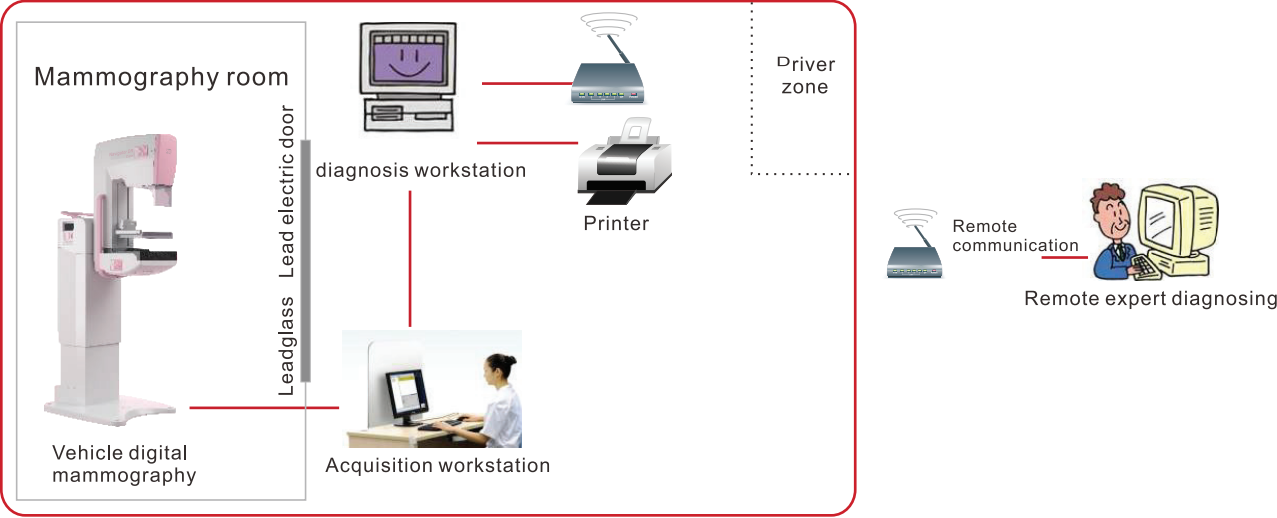 Mammography room
Leadglass Lead electric door
Vehicle digital
mammography
diagnosis workstation
Acquisition workstation
Printer
Driver
zone
Remote
communication
Remote expert diagnosing